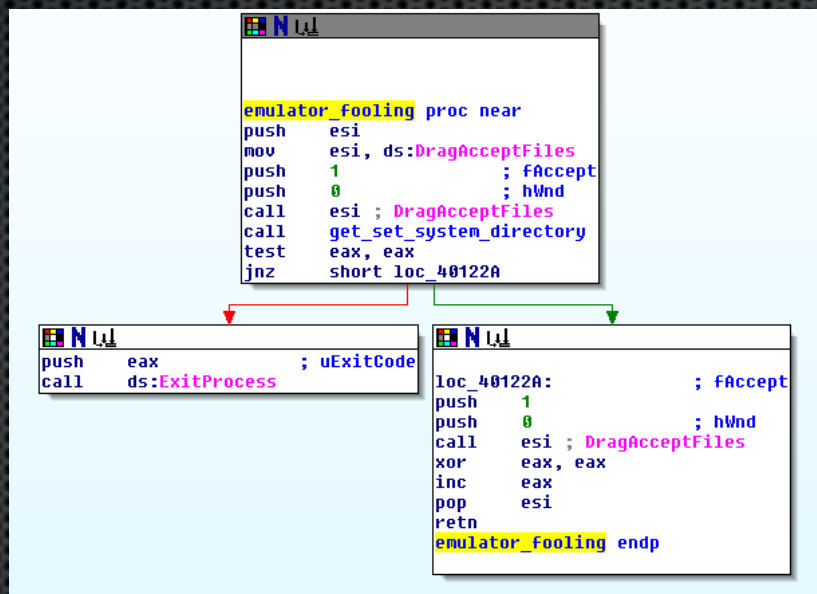 emulator_fooling proc near
push esi
mov esi, ds:DragAcceptFiles
push 1 ; fAccept
push 0 ; hWnd
call esi ; DragAcceptFiles
call get_set_system_directory
test eax, eax
jnz short loc_40122A
push eax ; uExitCode
call ds:ExitProcess
loc_40122A: ; fAccept
push 1
push 0 ; hWnd
call esi ; DragAcceptFiles
xor eax, eax
inc eax
pop esi
retn
emulator_fooling endp